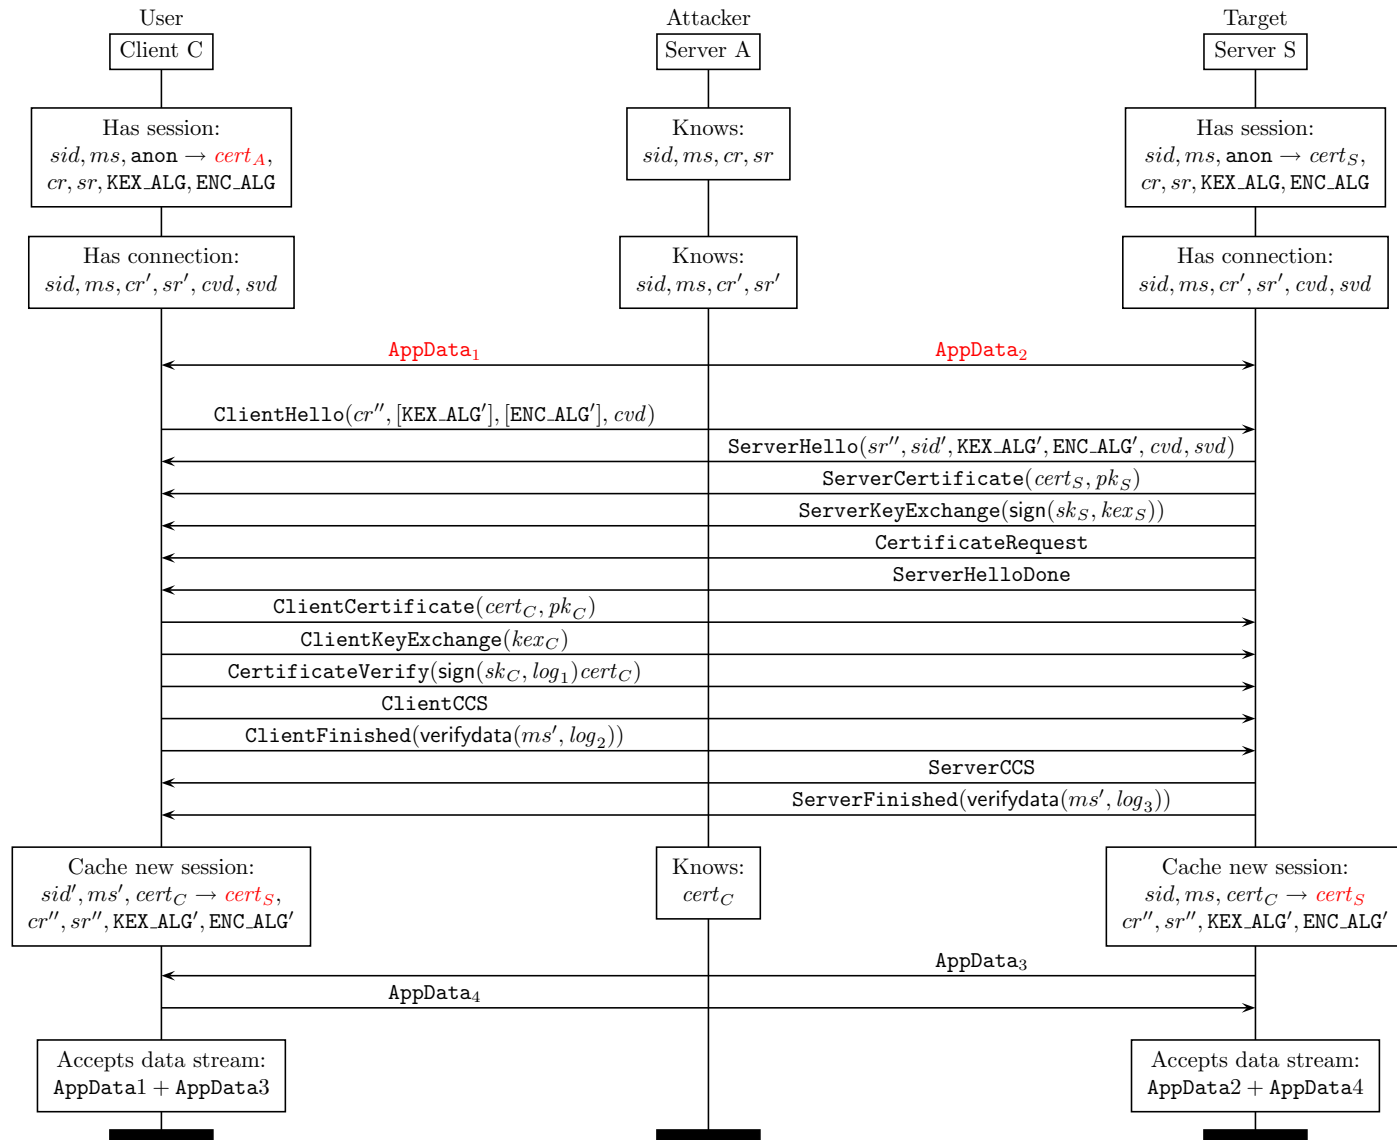 User Attacker Target
Client C Server A Server S
Has session:
sid, ms, anon → cert_A,
cr, sr, KEX_ALG, ENC_ALG
Knows:
sid, ms, cr, sr
Has session:
sid, ms, anon → cert_S,
cr, sr, KEX_ALG, ENC_ALG
Has connection:
sid, ms, cr′, sr′, cvd, svd
Knows:
sid, ms, cr′, sr′
Has connection:
sid, ms, cr′, sr′, cvd, svd
AppData₁ AppData₂
ClientHello(cr″, [KEX_ALG′], [ENC_ALG′], cvd)
ServerHello(sr″, sid′, KEX_ALG′, ENC_ALG′, cvd, svd)
ServerCertificate(cert_S, pk_S)
ServerKeyExchange(sign(sk_S, kex_S))
CertificateRequest
ServerHelloDone
ClientCertificate(cert_C, pk_C)
ClientKeyExchange(kex_C)
CertificateVerify(sign(sk_C, log₁)cert_C)
ClientCCS
ClientFinished(verifydata(ms′, log₂))
ServerCCS
ServerFinished(verifydata(ms′, log₃))
Cache new session:
sid′, ms′, cert_C → cert_S,
cr″, sr″, KEX_ALG′, ENC_ALG′
Knows:
cert_C
Cache new session:
sid, ms, cert_C → cert_S
cr″, sr″, KEX_ALG′, ENC_ALG′
AppData₃
AppData₄
Accepts data stream:
AppData1 + AppData3
Accepts data stream:
AppData2 + AppData4